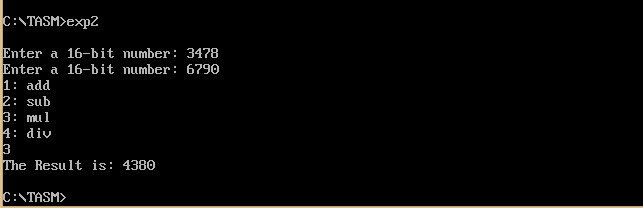 C:\TASM>exp2
Enter a 16-bit number: 3478
Enter a 16-bit number: 6790
1: add
2: sub
3: mul
4: div
3
The Result is: 4380
C:\TASM>